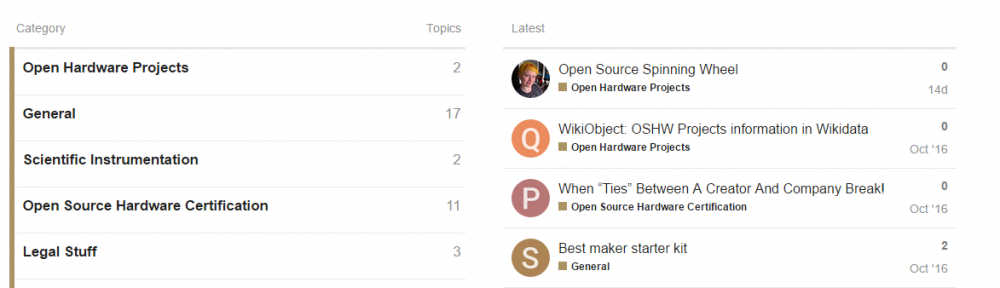 Category Topics
Open Hardware Projects 2
General 17
Scientific Instrumentation 2
Open Source Hardware Certification 11
Legal Stuff 3
Latest
Open Source Spinning Wheel 0
Open Hardware Projects 14d
Q WikiObject: OSHW Projects information in Wikidata 0
Open Hardware Projects Oct '16
P When “Ties” Between A Creator And Company Break 0
Open Source Hardware Certification Oct '16
S Best maker starter kit 2
General Oct '16